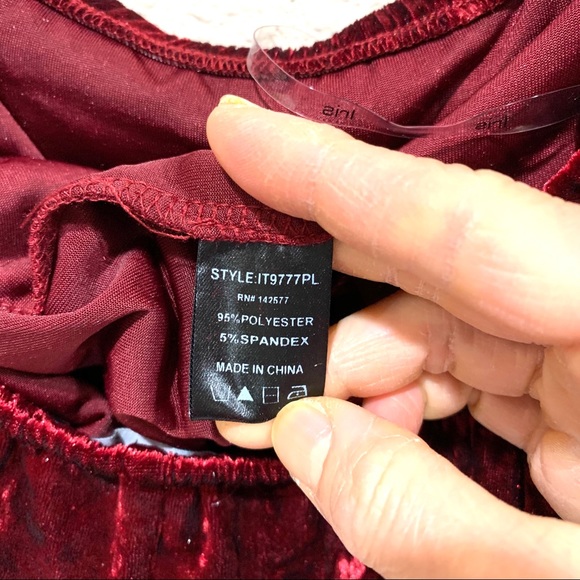 STYLE:IT9777PL
RN# 142577
95%POLYESTER
5%SPANDEX
MADE IN CHINA